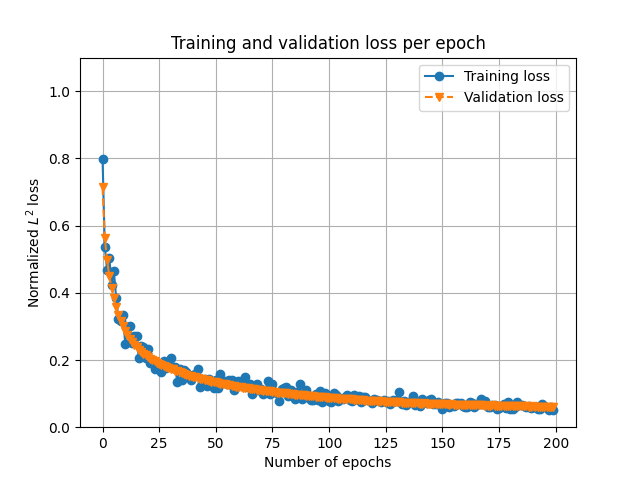 Training and validation loss per epoch
Training loss
Validation loss
Normalized L² loss
1.0
0.8
0.6
0.4
0.2
0.0
0 25 50 75 100 125 150 175 200
Number of epochs